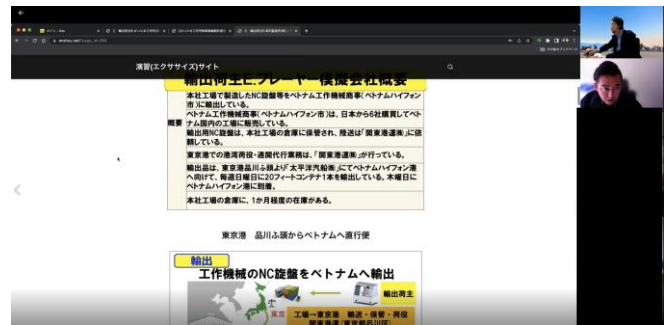 演習(エクササイズ)サイト
輸出荷主E.プレーヤー模擬会社概要
概要
本社工場で製造したNC旋盤等をベトナム工作機械商事(ベトナムハイフォン
市)に輸出している。
ベトナム工作機械商事(ベトナムハイフォン市)は、日本から6社購買してベト
ナム国内の工場に販売している。
輸出用NC旋盤は、本社工場の倉庫に保管され、陸送は「関東港運㈱」に依
頼している。
東京港での港湾荷役・通関代行業務は、「関東港運㈱」が行っている。
輸出品は、東京港品川ふ頭より「太平洋汽船㈱」にてベトナムハイフォン港
へ向けて、毎週日曜日に20フィートコンテナ1本を輸出している。木曜日に
ベトナムハイフォン港に到着。
本社工場の倉庫に、1か月程度の在庫がある。
東京港 品川ふ頭からベトナムへ直行便
輸出
工作機械のNC旋盤をベトナムへ輸出
輸出荷主
東京
工場→東京港 輸送・保管・荷役
関東港運(東京都品川区)